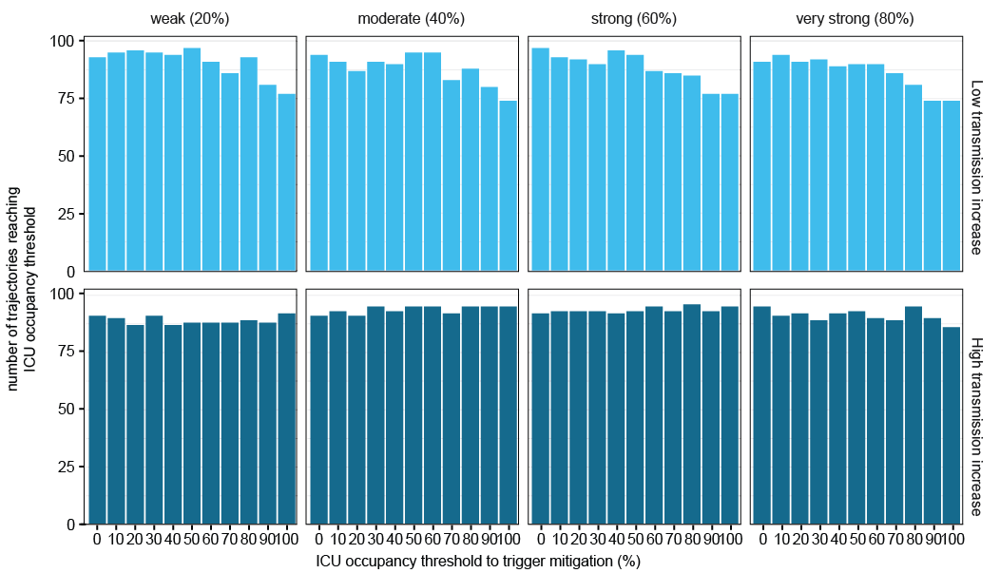 weak (20%) moderate (40%) strong (60%) very strong (80%)
100
75
50
25
0
Low transmission increase
number of trajectories reaching
ICU occupancy threshold
100
75
50
25
0
High transmission increase
0 10 20 30 40 50 60 70 80 90 100 0 10 20 30 40 50 60 70 80 90 100 0 10 20 30 40 50 60 70 80 90 100 0 10 20 30 40 50 60 70 80 90 100
ICU occupancy threshold to trigger mitigation (%)